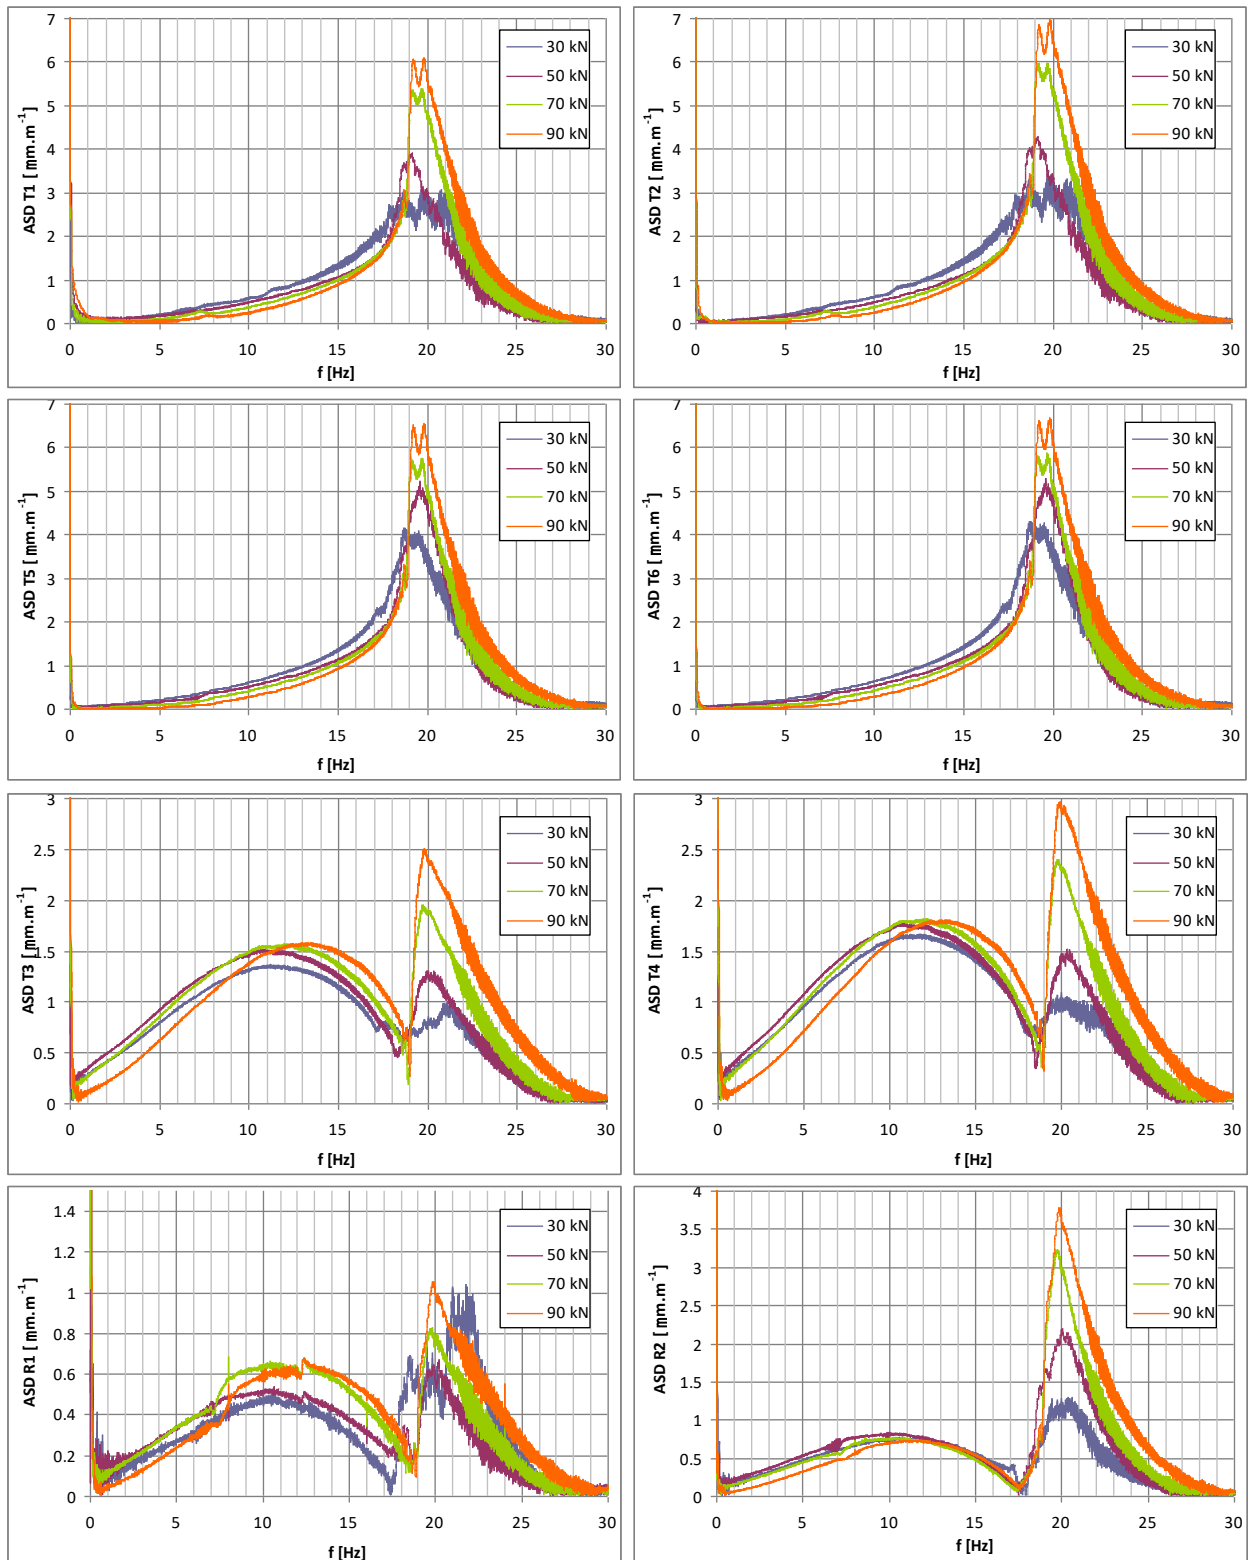 7
6
5
4
3
2
1
0
ASD T1 [ mm.m-1 ]
30 kN
50 kN
70 kN
90 kN
0 5 10 15 20 25 30
f [Hz]
7
6
5
4
3
2
1
0
ASD T2 [ mm.m-1 ]
30 kN
50 kN
70 kN
90 kN
0 5 10 15 20 25 30
f [Hz]
7
6
5
4
3
2
1
0
ASD T5 [ mm.m-1 ]
30 kN
50 kN
70 kN
90 kN
0 5 10 15 20 25 30
f [Hz]
7
6
5
4
3
2
1
0
ASD T6 [ mm.m-1 ]
30 kN
50 kN
70 kN
90 kN
0 5 10 15 20 25 30
f [Hz]
3
2.5
2
1.5
1
0.5
0
ASD T3 [ mm.m-1 ]
30 kN
50 kN
70 kN
90 kN
0 5 10 15 20 25 30
f [Hz]
3
2.5
2
1.5
1
0.5
0
ASD T4 [ mm.m-1 ]
30 kN
50 kN
70 kN
90 kN
0 5 10 15 20 25 30
f [Hz]
1.4
1.2
1
0.8
0.6
0.4
0.2
0
ASD R1 [ mm.m-1 ]
30 kN
50 kN
70 kN
90 kN
0 5 10 15 20 25 30
f [Hz]
4
3.5
3
2.5
2
1.5
1
0.5
0
ASD R2 [ mm.m-1 ]
30 kN
50 kN
70 kN
90 kN
0 5 10 15 20 25 30
f [Hz]